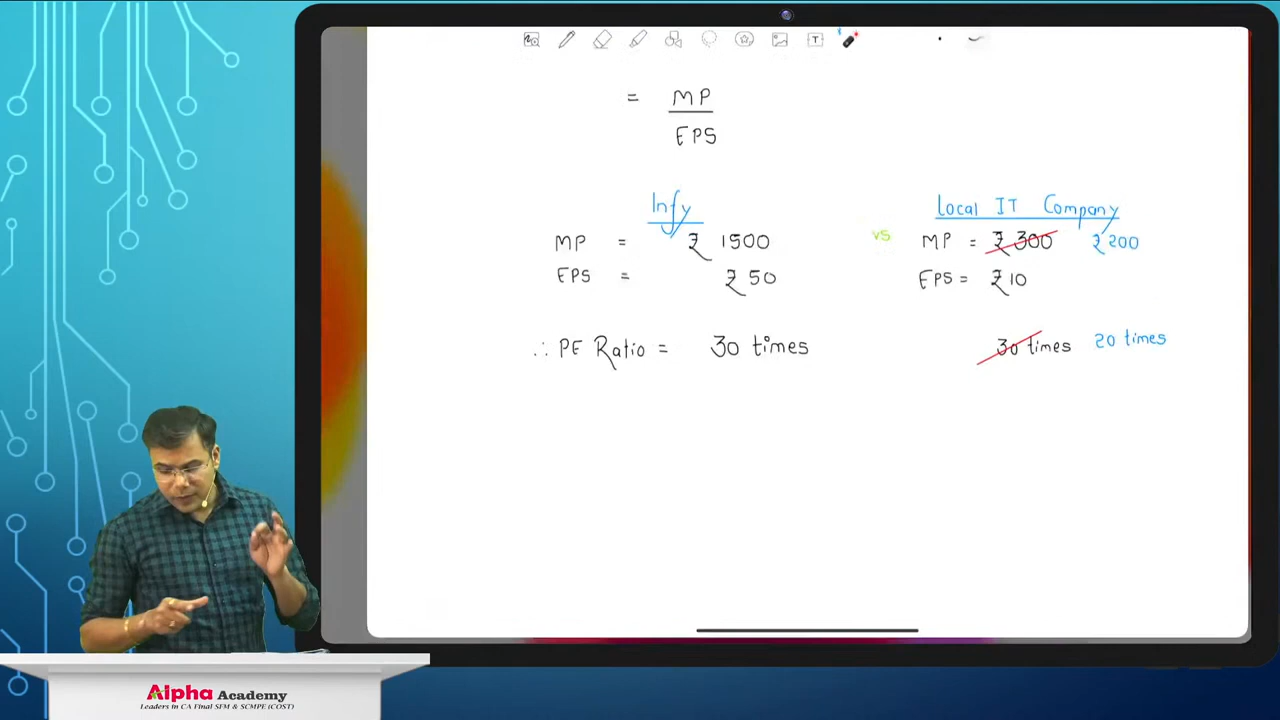 = MP
EPS
Infy
MP = ₹ 1500
EPS = ₹ 50
∴ PE Ratio = 30 times
vs
Local IT Company
MP = ₹ 300 ₹ 200
EPS = ₹ 10
30 times 20 times
T
Alpha Academy
Leaders in CA Final SFM & SCMPE (COST)